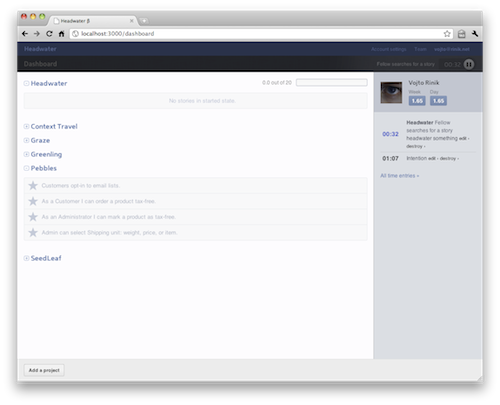 Headwater β
localhost:3000/dashboard
Headwater Account settings Travel vojto@rinik.net
Dashboard Fellow searches for a story 00:32
Headwater 0.0 out of 20
No stories in started state
Context Travel
Graze
Greenling
Pebbles
Customers opt-in to email lists.
As a Customer I can order a product tax-free.
As an Administrator I can mark a product as tax-free.
Admin can select Shipping unit: weight, price, or item.
SeedLeaf
Add a project
Vojto Rinik
Week Day
1.65 1.65
00:32 Headwater Fellow
searches for a story
headwater something edit -
destroy ›
01:07 Intention edit - destroy ›
All time entries »